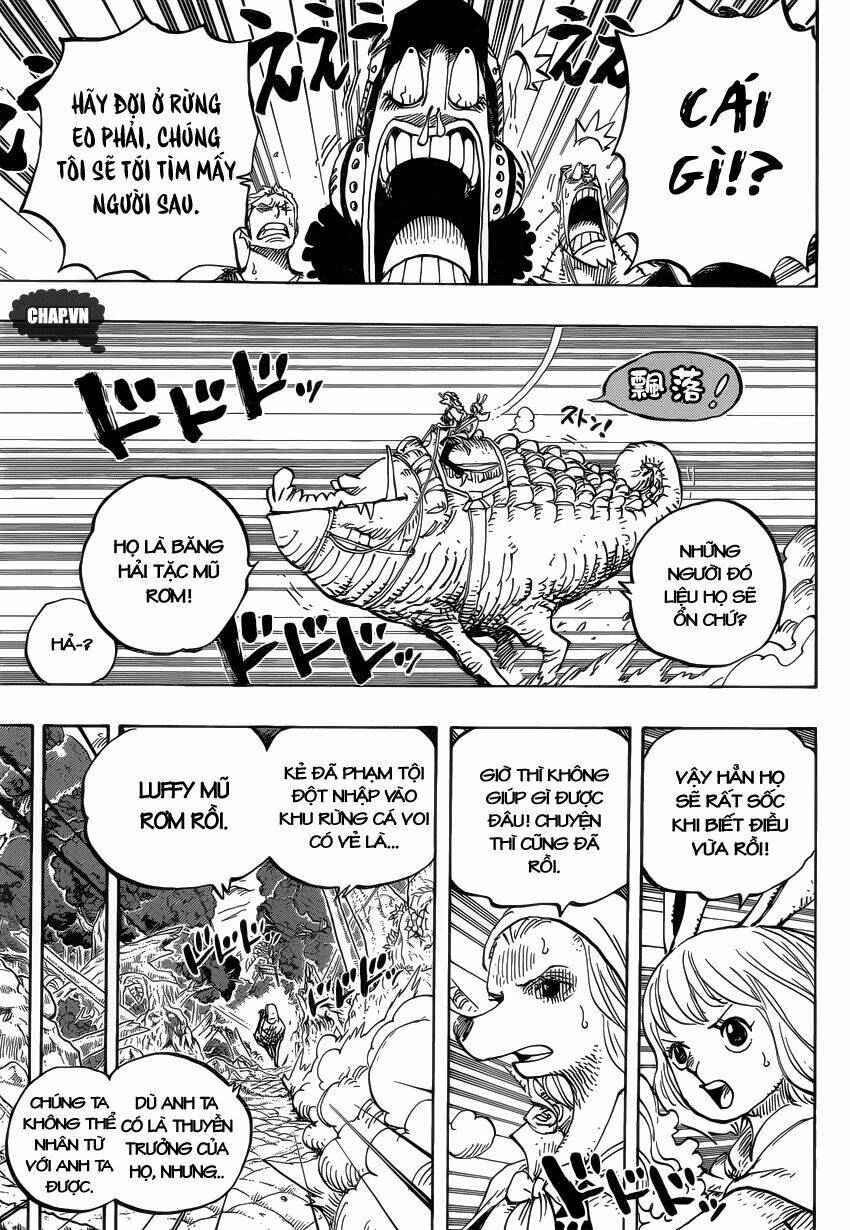 CÁI
GÌ!!?
HÃY ĐỢI Ở RỪNG
EO PHẢI, CHÚNG
TÔI SẼ TỚI TÌM MẤY
NGƯỜI SAU.
えええ
えええ
CHAP.VN
飄落!
ストン!
ドドドドッ
NHỮNG
NGƯỜI ĐÓ
LIỆU HỌ SẼ
ỔN CHỨ?
HỌ LÀ BĂNG
HẢI TẶC MŨ
RƠM!
HẢ-?
ドドドドッ
VẬY HẲN HỌ
SẼ RẤT SỐC
KHI BIẾT ĐIỀU
VỪA RỒI!
GIỜ THÌ KHÔNG
GIÚP GÌ ĐƯỢC
ĐÂU! CHUYỆN
THÌ CŨNG ĐÃ
RỒI.
KẺ ĐÃ PHẠM TỘI
ĐỘT NHẬP VÀO
KHU RỪNG CÁ VOI
CÓ VẺ LÀ...
LUFFY MŨ
RƠM RỒI.
ドドド
ドドド
DÙ ANH TA
CÓ LÀ THUYỀN
TRƯỞNG CỦA
HỌ, NHƯNG..
CHÚNG TA
KHÔNG THỂ
NHÂN TỪ
VỚI ANH TA
ĐƯỢC.
ドドドド